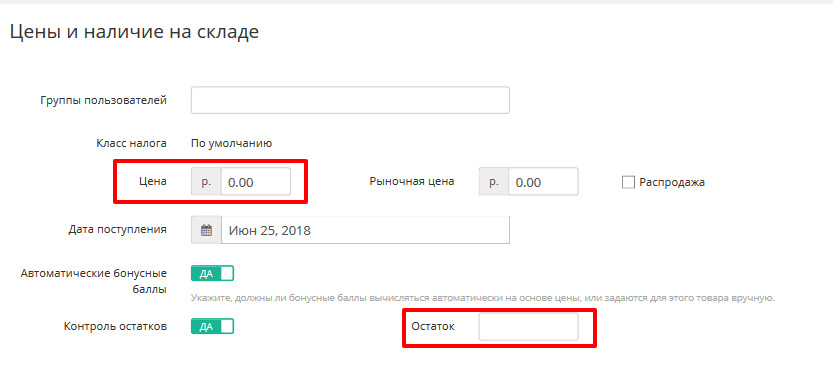 Цены и наличие на складе
Группы пользователей
Класс налога По умолчанию
Цена р. 0.00 Рыночная цена р. 0.00 Распродажа
Дата поступления Июн 25, 2018
Автоматические бонусные
баллы ДА
Укажите, должны ли бонусные баллы вычисляться автоматически на основе цены, или задаются для этого товара вручную.
Контроль остатков ДА Остаток